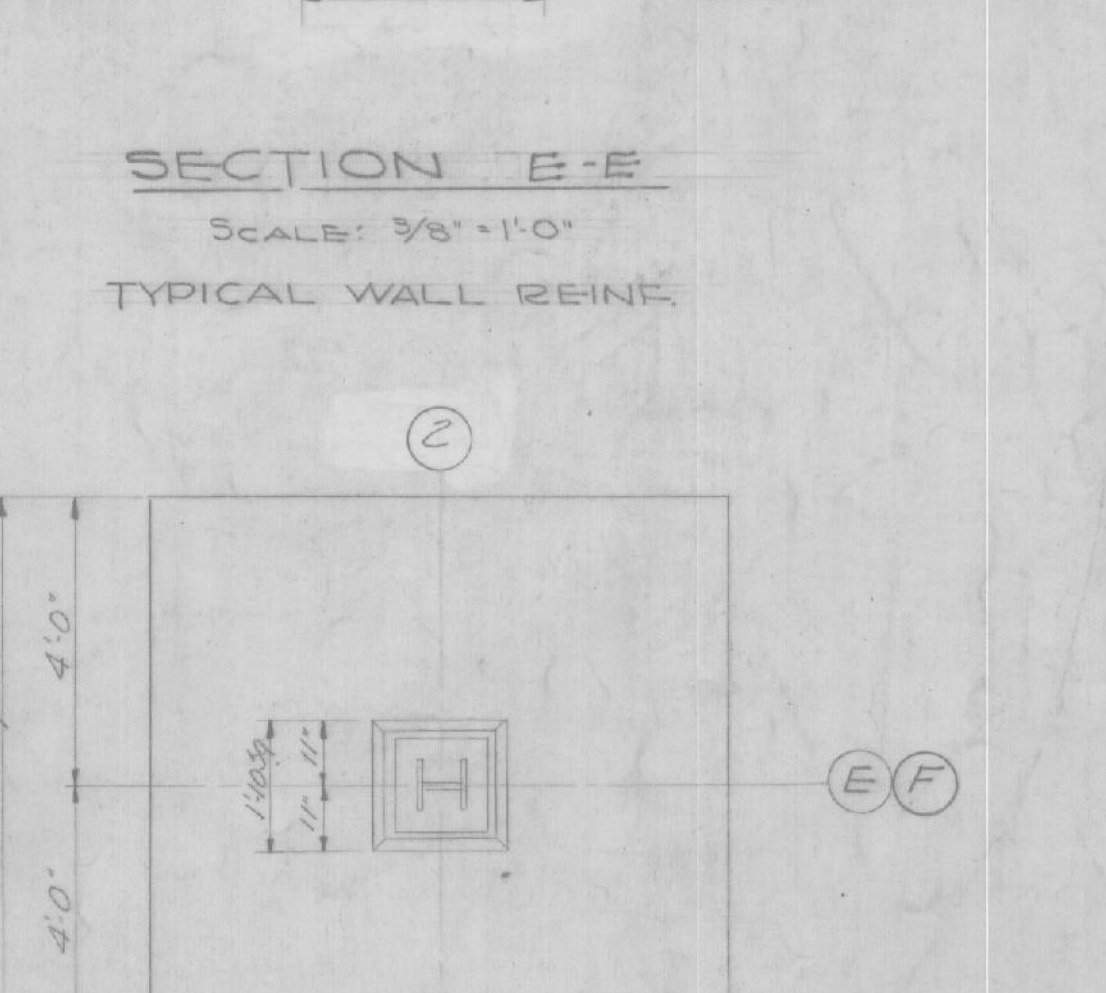 SECTION E-E
SCALE: 3/8" = 1'-0"
TYPICAL WALL REINF.
2
4'-0"
11"
11"
E F
4'-0"